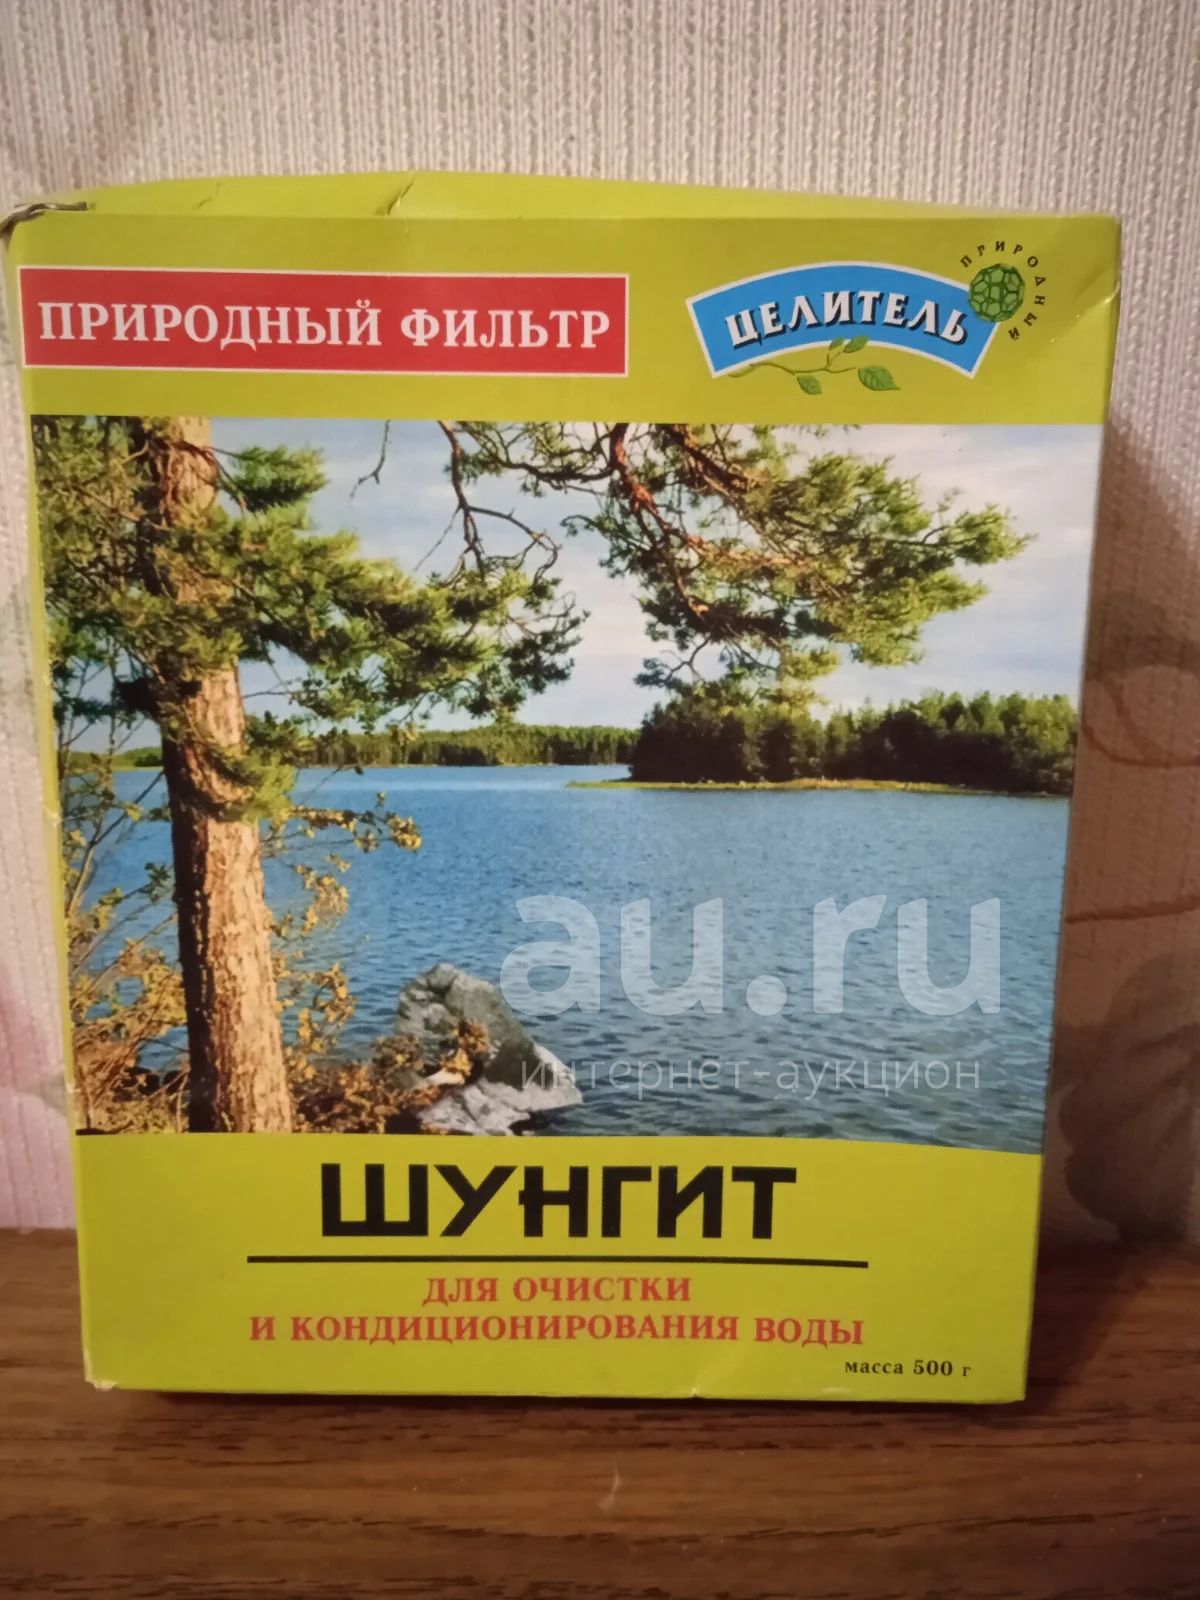 ПРИРОДНЫЙ ФИЛЬТР
ПРИРОДНЫЙ
ЦЕЛИТЕЛЬ
au.ru
интернет-аукцион
ШУНГИТ
ДЛЯ ОЧИСТКИ
И КОНДИЦИОНИРОВАНИЯ ВОДЫ
масса 500 г